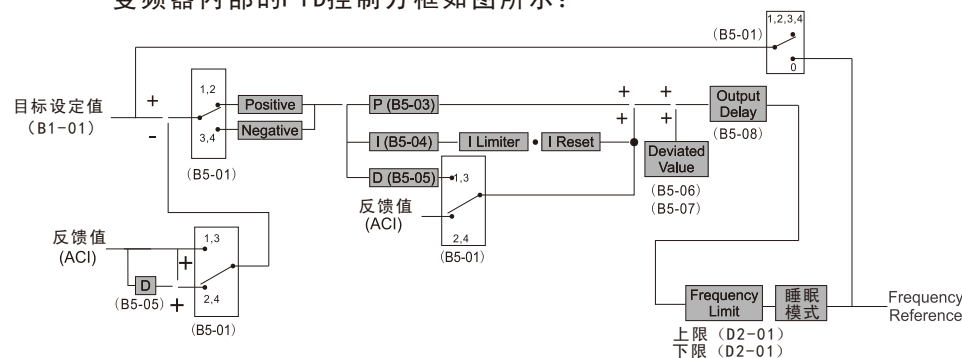 变频器内部的PID控制方框如图所示：
1,2,3,4
(B5-01)
0
目标设定值
（B1-01）
+
-
1,2
3,4
(B5-01)
Positive
Negative
P (B5-03)
I (B5-04)
I Limiter
I Reset
D (B5-05)
1,3
2,4
(B5-01)
反馈值
(ACI)
+
+
+
+
Output
Delay
(B5-08)
Deviated
Value
(B5-06)
(B5-07)
反馈值
(ACI)
D
(B5-05)
+
+
1,3
2,4
(B5-01)
Frequency
Limit
睡眠
模式
Frequency
Reference
上限（D2-01）
下限（D2-01）